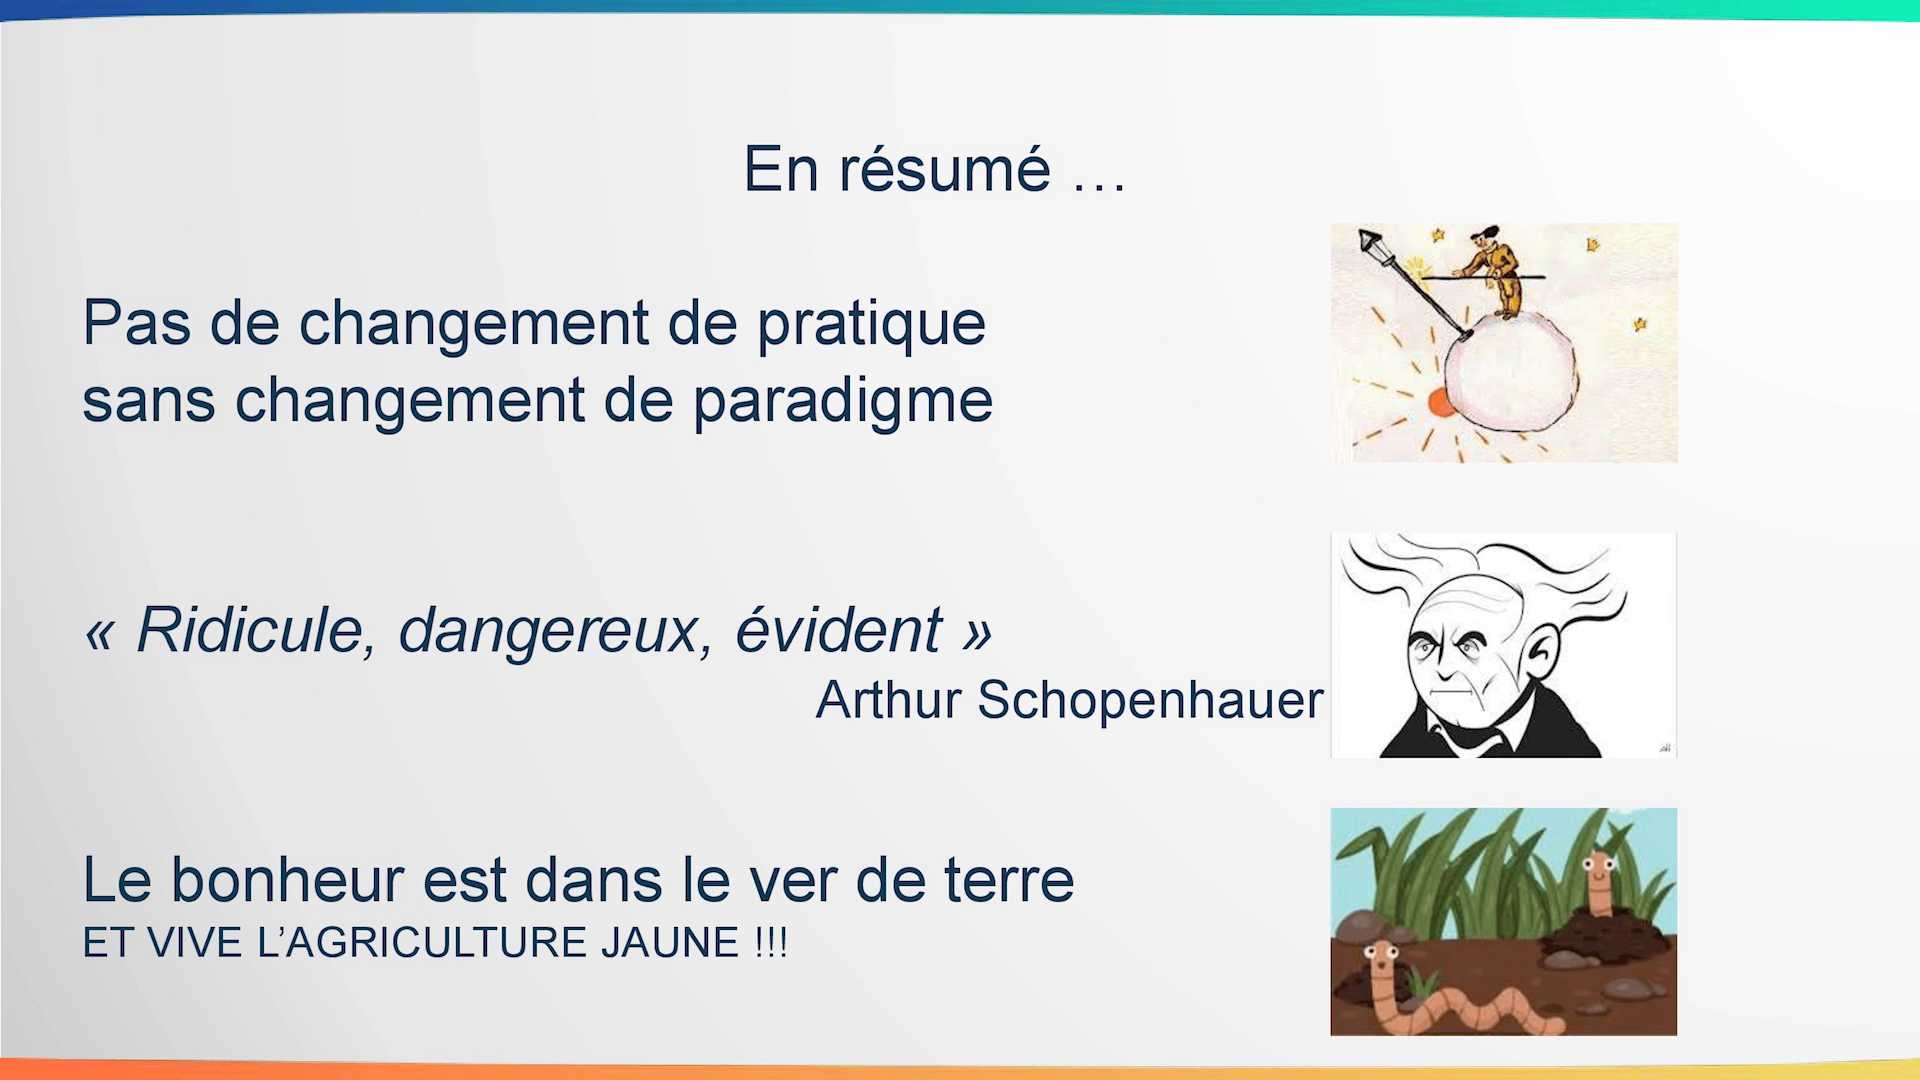 En résumé …
Pas de changement de pratique
sans changement de paradigme
« Ridicule, dangereux, évident »
Arthur Schopenhauer
Le bonheur est dans le ver de terre
ET VIVE L’AGRICULTURE JAUNE !!!